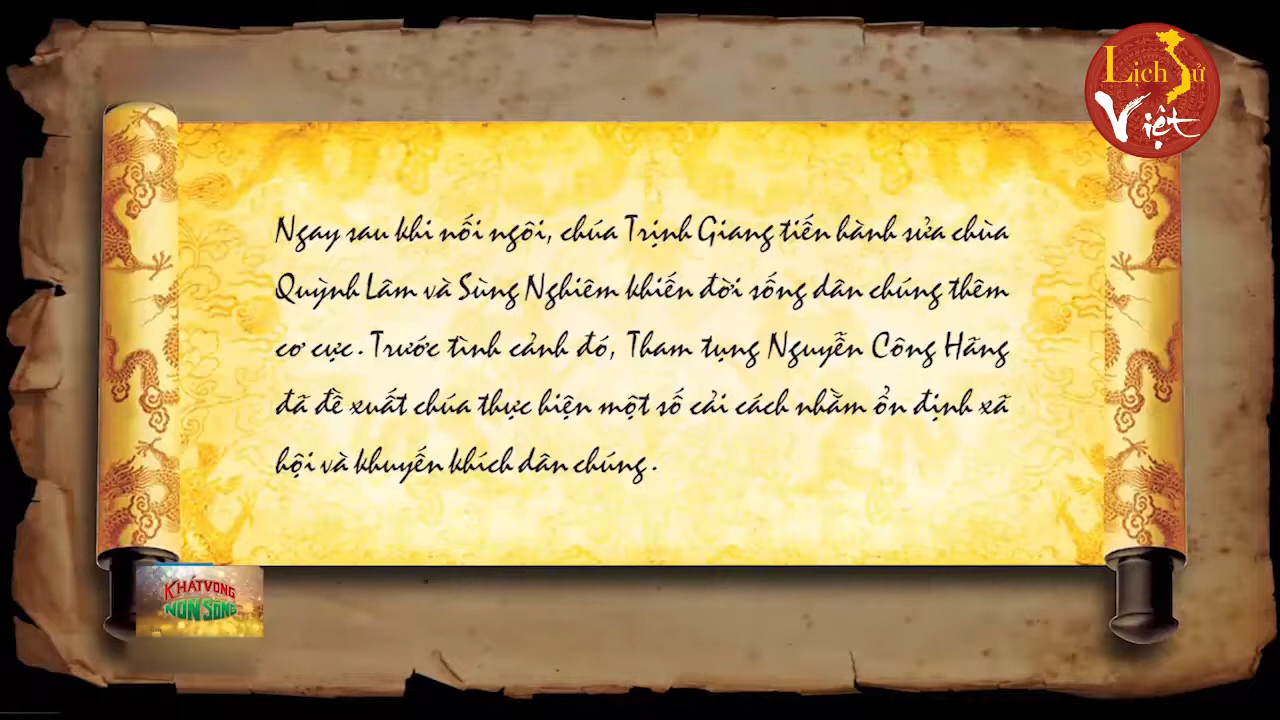 Lịch Sử
Việt
Ngay sau khi nối ngôi, chúa Trịnh Giang tiến hành sửa chùa
Quỳnh Lâm và Sùng Nghiêm khiến đời sống dân chúng thêm
cơ cực. Trước tình cảnh đó, Tham tụng Nguyễn Công Hãng
đã đề xuất chúa thực hiện một số cải cách nhằm ổn định xã
hội và khuyến khích dân chúng.
KHÁT VỌNG
NON SÔNG